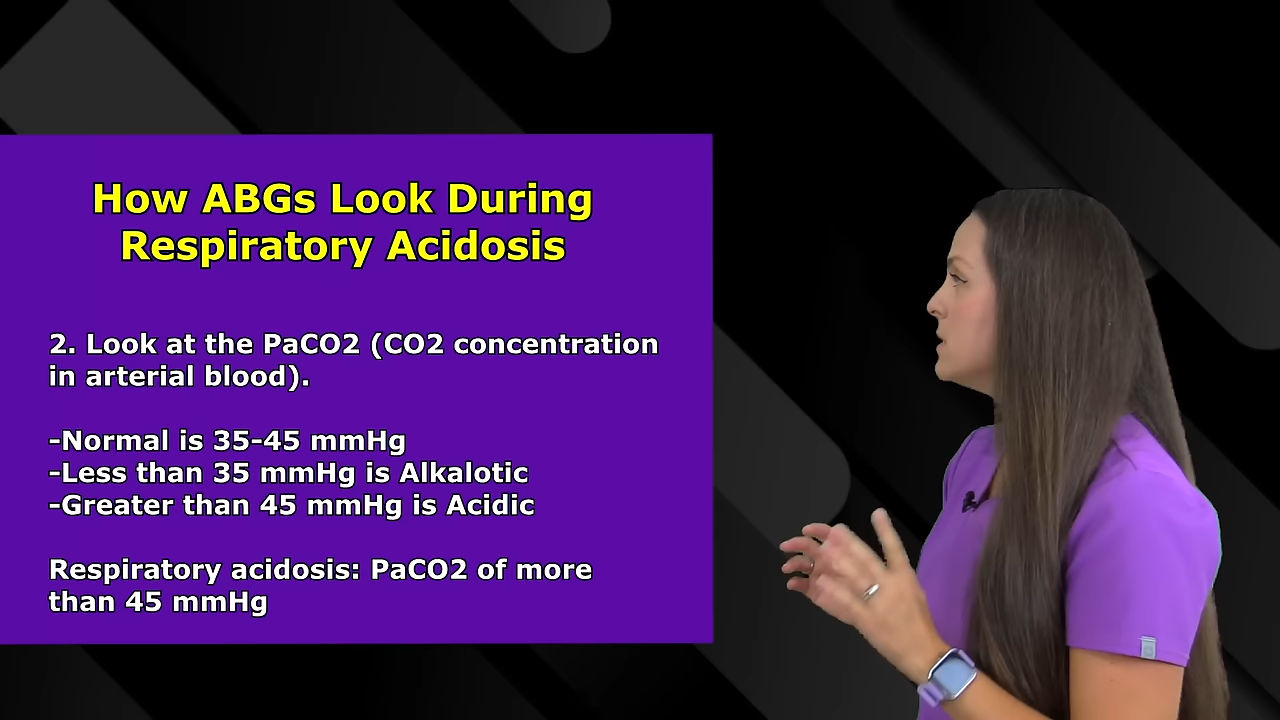 How ABGs Look During
Respiratory Acidosis
2. Look at the PaCO2 (CO2 concentration
in arterial blood).
-Normal is 35-45 mmHg
-Less than 35 mmHg is Alkalotic
-Greater than 45 mmHg is Acidic
Respiratory acidosis: PaCO2 of more
than 45 mmHg